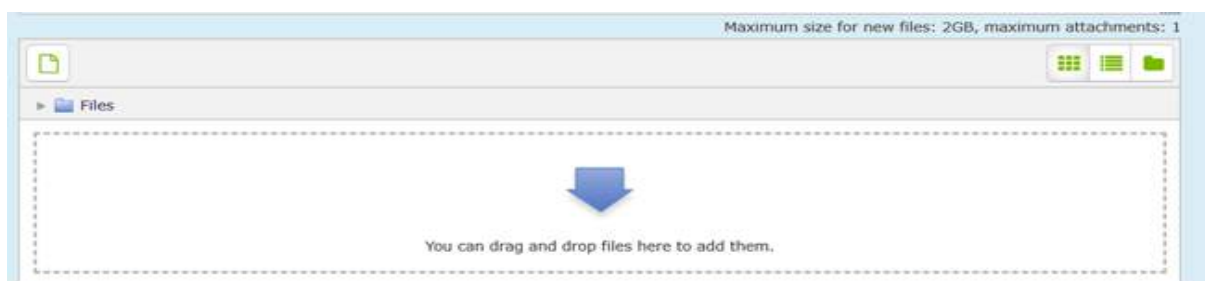 Maximum size for new files: 2GB, maximum attachments: 1
Files
You can drag and drop files here to add them.